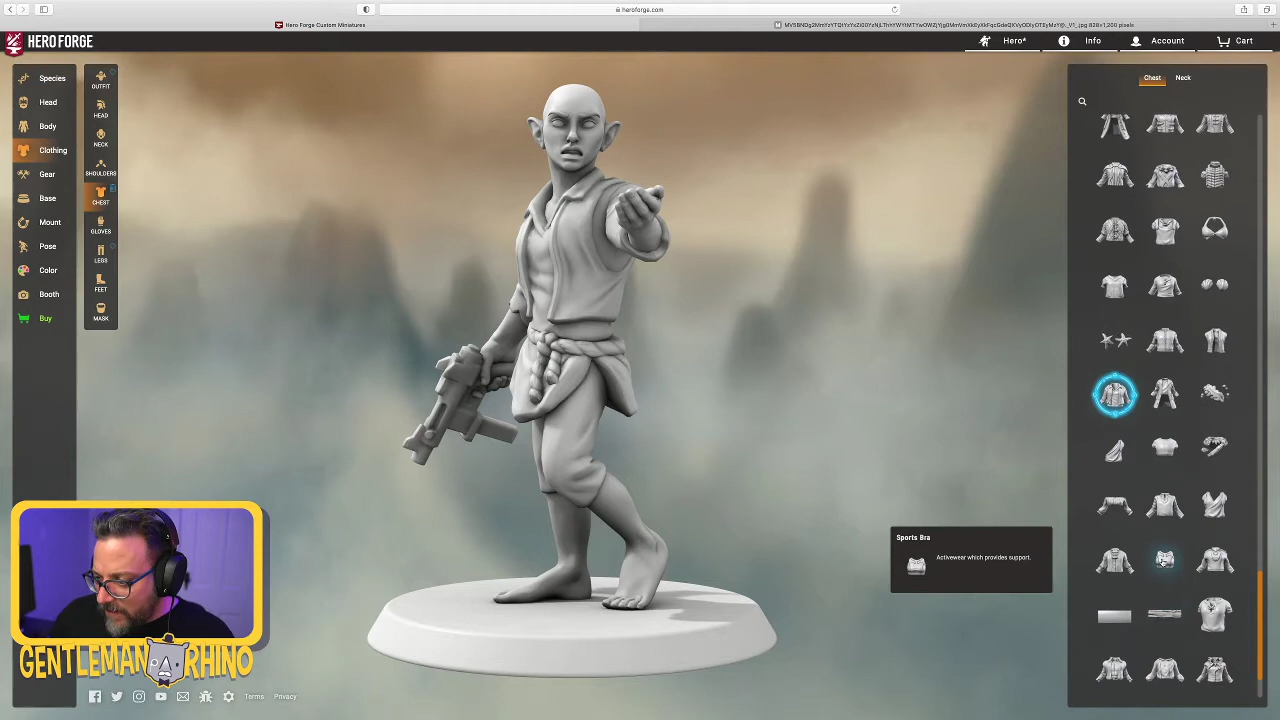 heroforge.com
Hero Forge Custom Miniatures
HERO FORGE
Hero*
Info
Account
Cart
Species
Head
Body
Clothing
Gear
Base
Mount
Pose
Color
Booth
Buy
OUTFIT
HEAD
NECK
SHOULDERS
CHEST
GLOVES
LEGS
FEET
MASK
Chest
Neck
Sports Bra
Activewear which provides support.
GENTLEMAN RHINO
Terms
Privacy